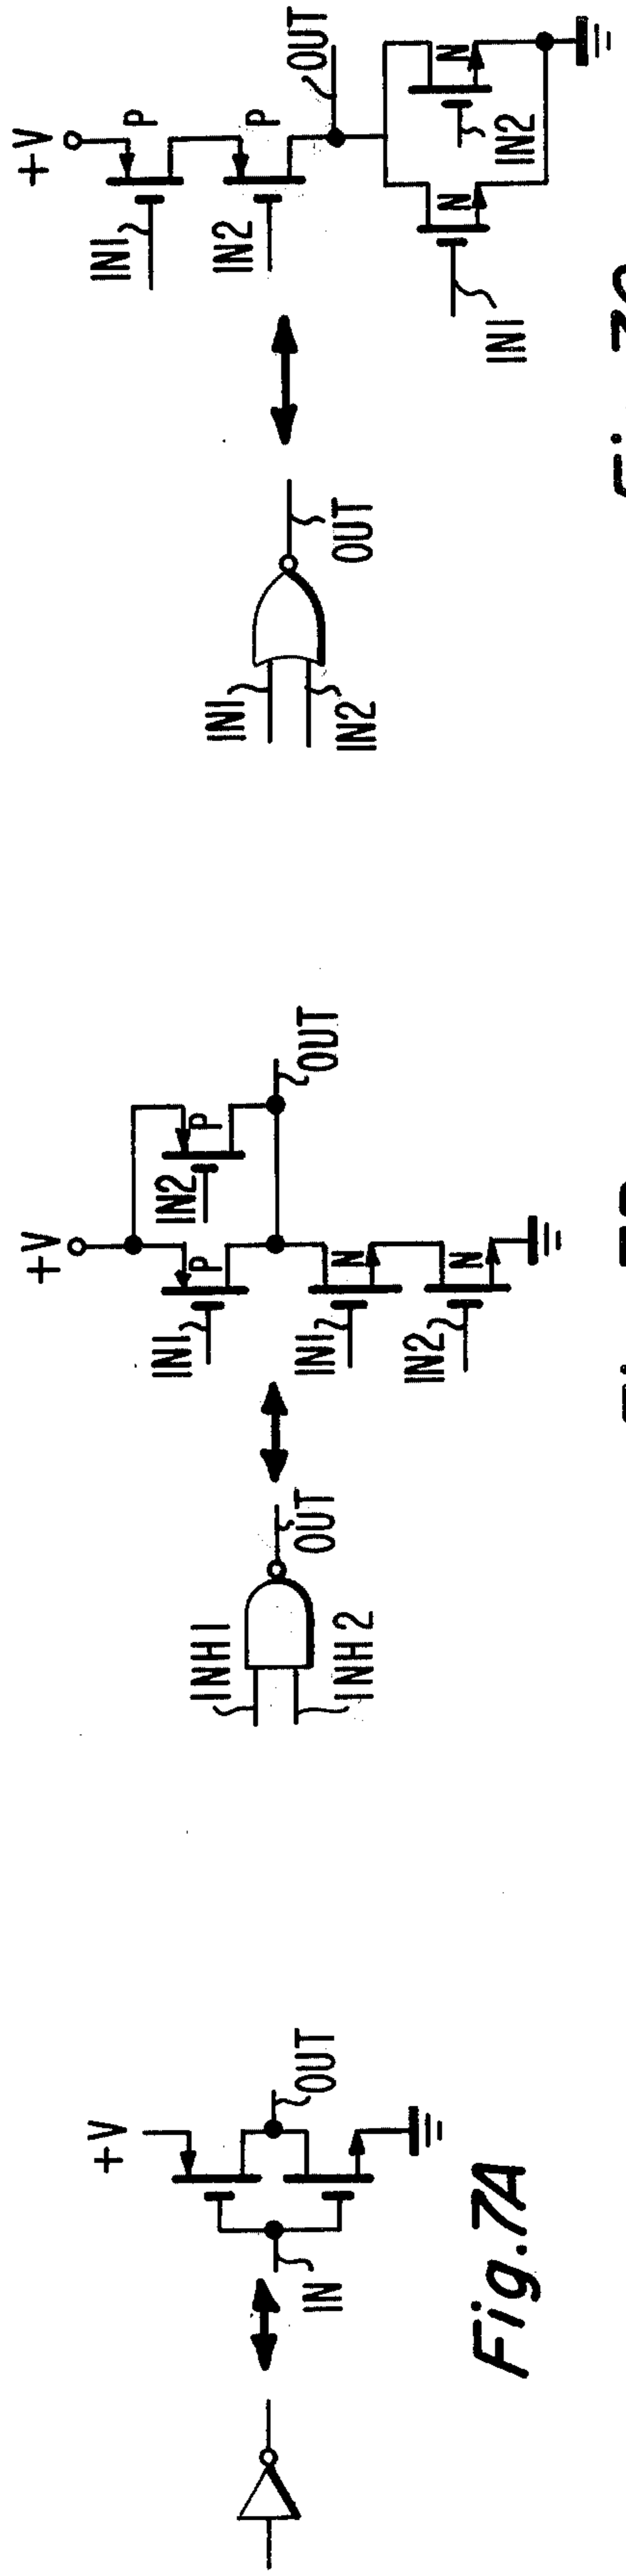 +V
IN
OUT
Fig.7A
INH1
INH2
OUT
+V
IN1
P
IN2
P
OUT
IN1
N
IN2
N
IN1
IN2
OUT
+V
IN1
P
IN2
P
OUT
IN1
N
IN2
N